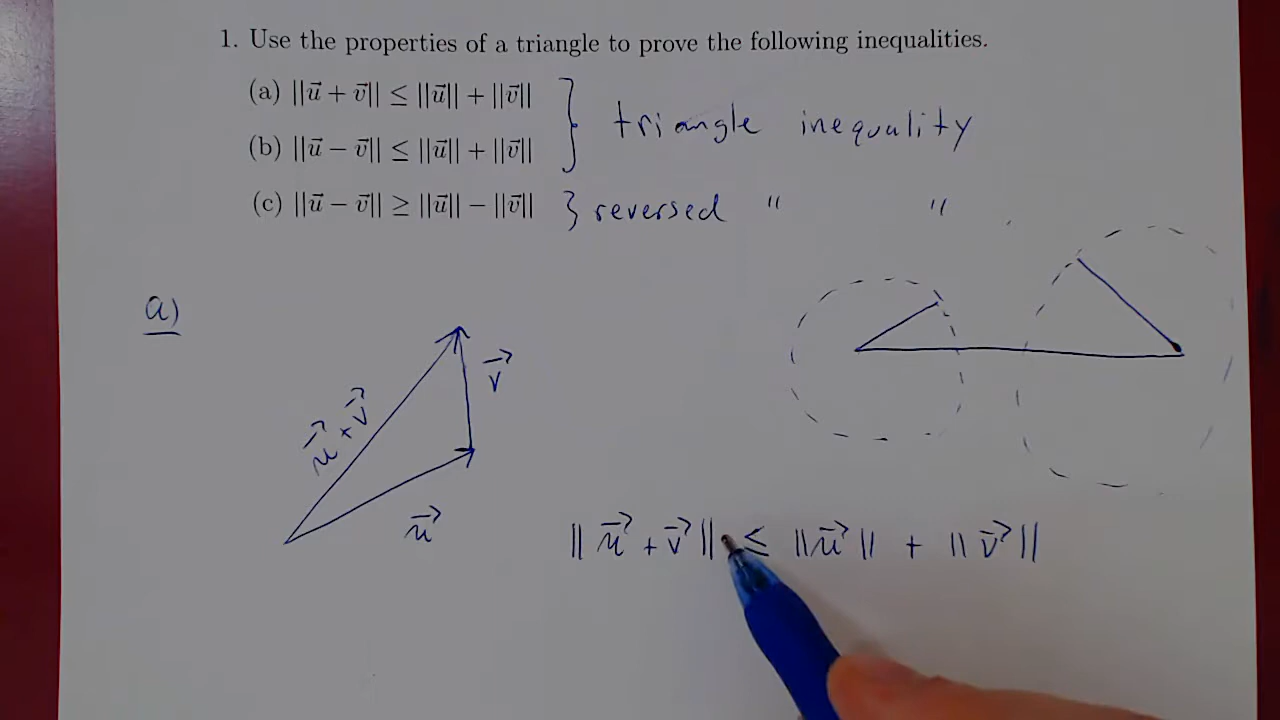 1. Use the properties of a triangle to prove the following inequalities.
(a) ||u⃗ + v⃗|| ≤ ||u⃗|| + ||v⃗|| } triangle inequality
(b) ||u⃗ − v⃗|| ≤ ||u⃗|| + ||v⃗||
(c) ||u⃗ − v⃗|| ≥ ||u⃗|| − ||v⃗|| } reversed " "
a)
v⃗
u⃗ + v⃗
u⃗
|| u⃗ + v⃗ || ≤ ||u⃗ || + || v⃗ ||